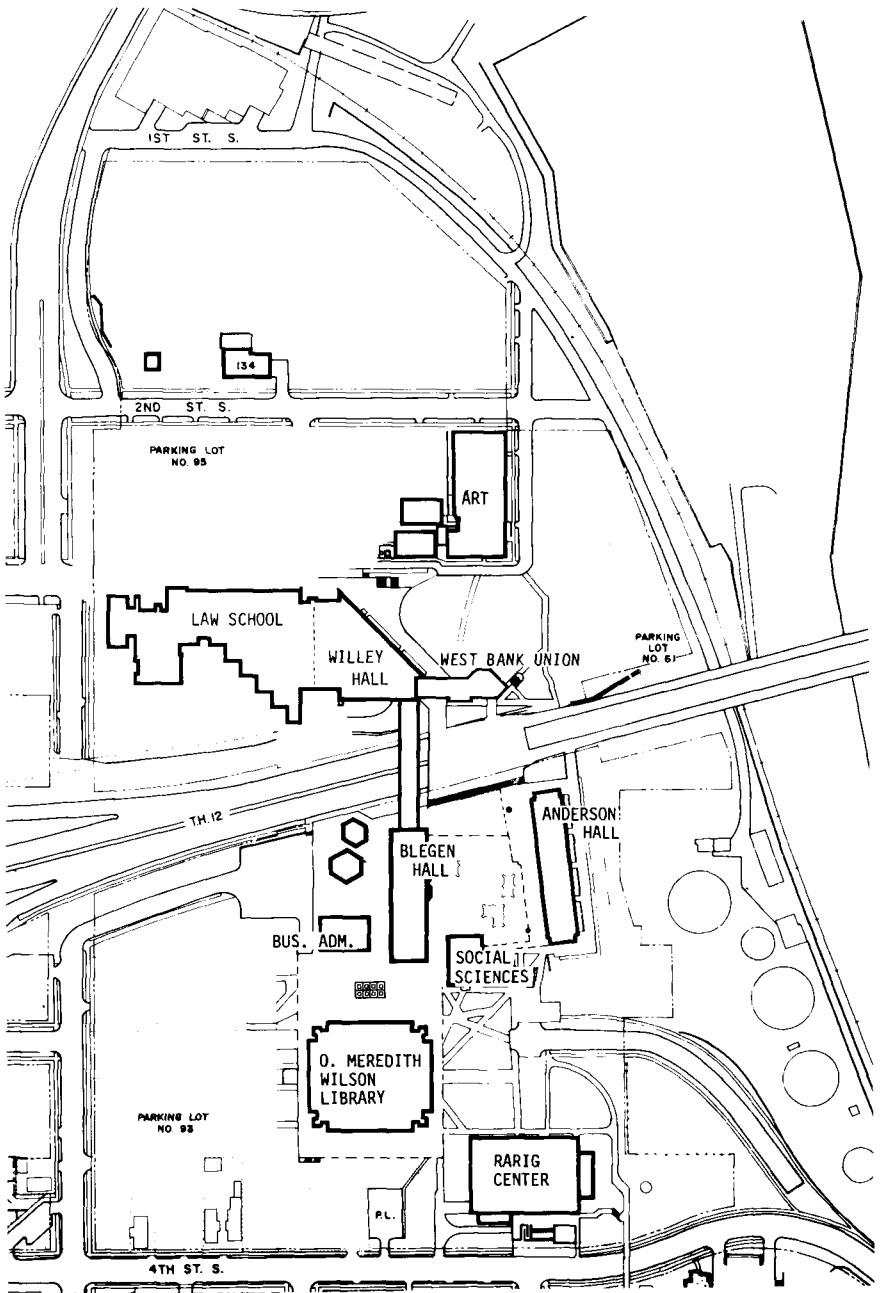 1ST ST. S.
134
2ND ST. S.
PARKING LOT
NO. 95
ART
LAW SCHOOL
WILLEY
HALL
WEST BANK UNION
PARKING
LOT
NO. 61
T.H. 12
ANDERSON
HALL
BLEGEN
HALL
BUS. ADM.
SOCIAL
SCIENCES
O. MEREDITH
WILSON
LIBRARY
PARKING LOT
NO. 93
RARIG
CENTER
P.L.
4TH ST. S.